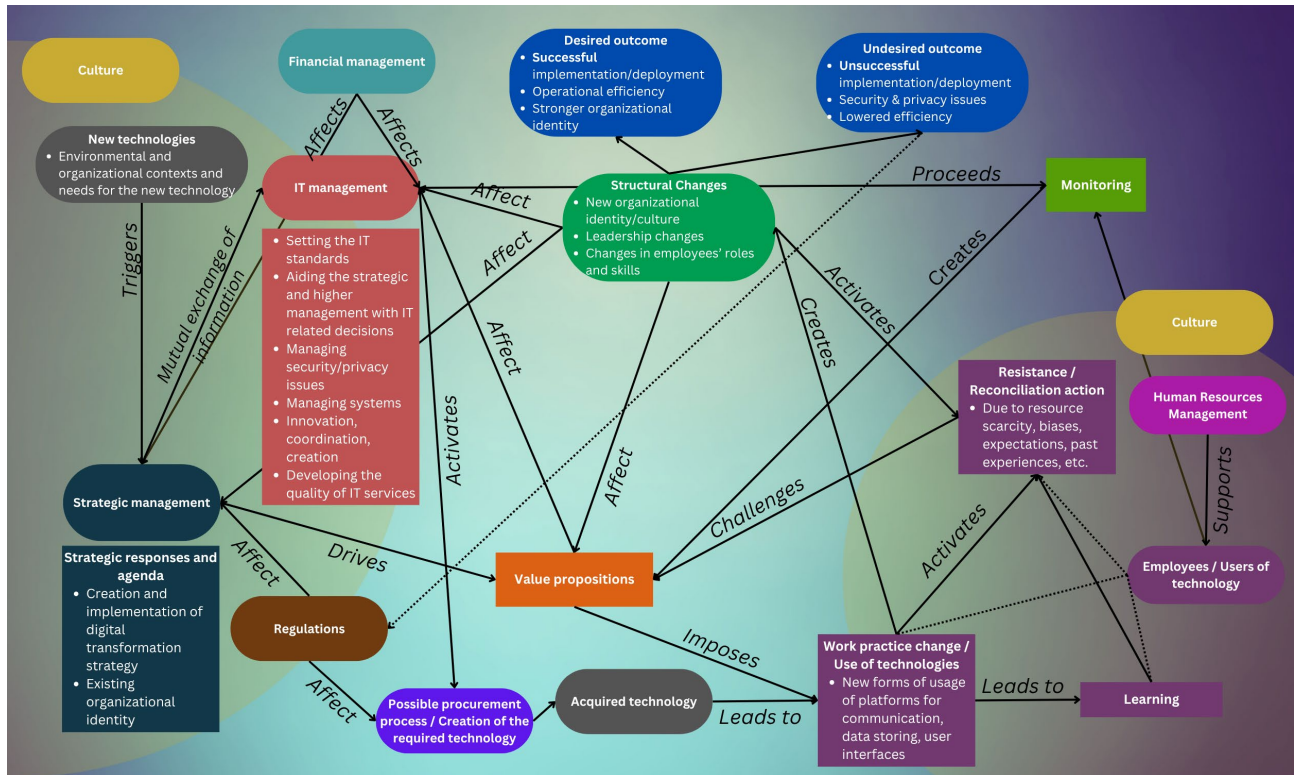 Culture
Financial management
Desired outcome
• Successful
implementation/deployment
• Operational efficiency
• Stronger organizational
identity
Undesired outcome
• Unsuccessful
implementation/deployment
• Security & privacy issues
• Lowered efficiency
New technologies
• Environmental and
organizational contexts and
needs for the new technology
Affects
Affects
IT management
• Setting the IT
standards
• Aiding the strategic
and higher
management with IT
related decisions
• Managing
security/privacy
issues
• Managing systems
• Innovation,
coordination,
creation
• Developing the
quality of IT services
Affect
Affect
Structural Changes
• New organizational
identity/culture
• Leadership changes
• Changes in employees' roles
and skills
Proceeds
Monitoring
Triggers
Mutual exchange of
information
Creates
Activates
Creates
Affect
Affect
Activates
Culture
Human Resources
Management
Supports
Resistance /
Reconciliation action
• Due to resource
scarcity, biases,
expectations, past
experiences, etc.
Challenges
Activates
Employees / Users of
technology
Strategic management
Strategic responses and
agenda
• Creation and
implementation of
digital
transformation
strategy
• Existing
organizational
identity
Affect
Drives
Value propositions
Regulations
Imposes
Affect
Possible procurement
process / Creation of the
required technology
Acquired technology
Leads to
Work practice change /
Use of technologies
• New forms of usage
of platforms for
communication,
data storing, user
interfaces
Leads to
Learning